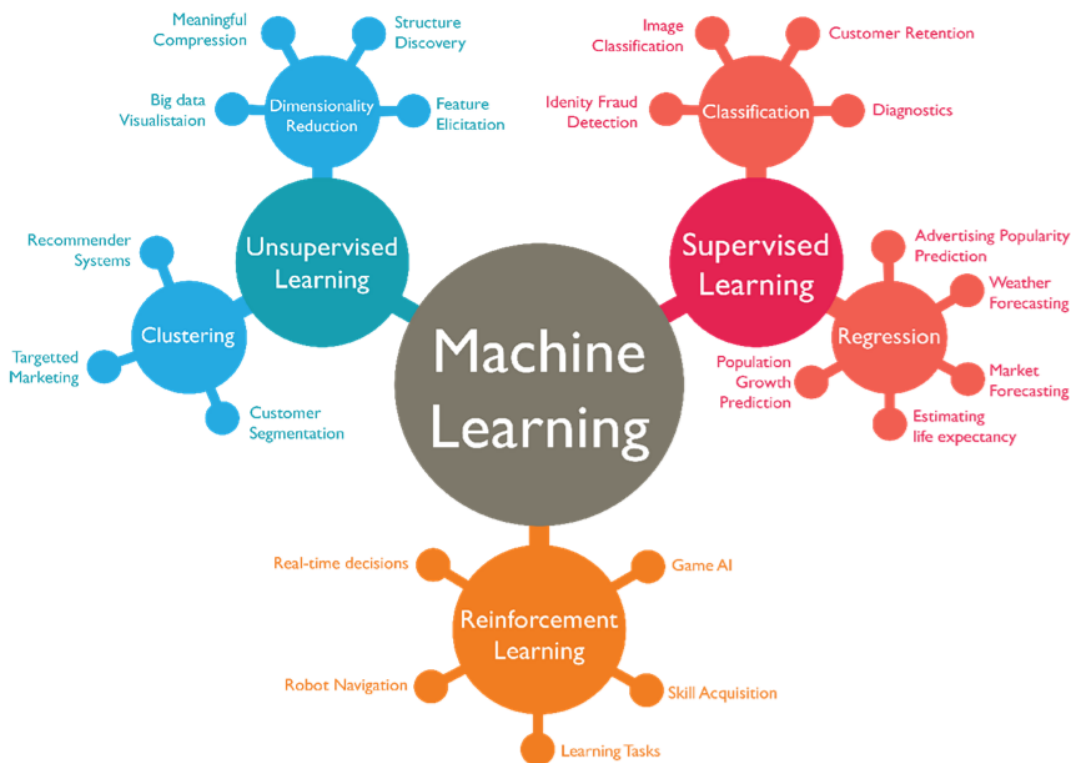 Meaningful
Compression
Structure
Discovery
Big data
Visualistaion
Dimensionality
Reduction
Feature
Elicitation
Image
Classification
Customer Retention
Idenity Fraud
Detection
Classification
Diagnostics
Recommender
Systems
Unsupervised
Learning
Supervised
Learning
Advertising Popularity
Prediction
Weather
Forecasting
Clustering
Targetted
Marketing
Customer
Segmentation
Machine
Learning
Regression
Population
Growth
Prediction
Market
Forecasting
Estimating
life expectancy
Real-time decisions
Game AI
Reinforcement
Learning
Robot Navigation
Skill Acquisition
Learning Tasks